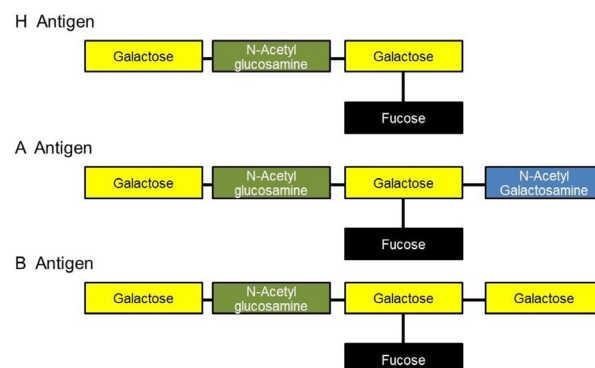 H Antigen
Galactose
N-Acetyl
glucosamine
Galactose
Fucose
A Antigen
Galactose
N-Acetyl
glucosamine
Galactose
N-Acetyl
Galactosamine
Fucose
B Antigen
Galactose
N-Acetyl
glucosamine
Galactose
Galactose
Fucose